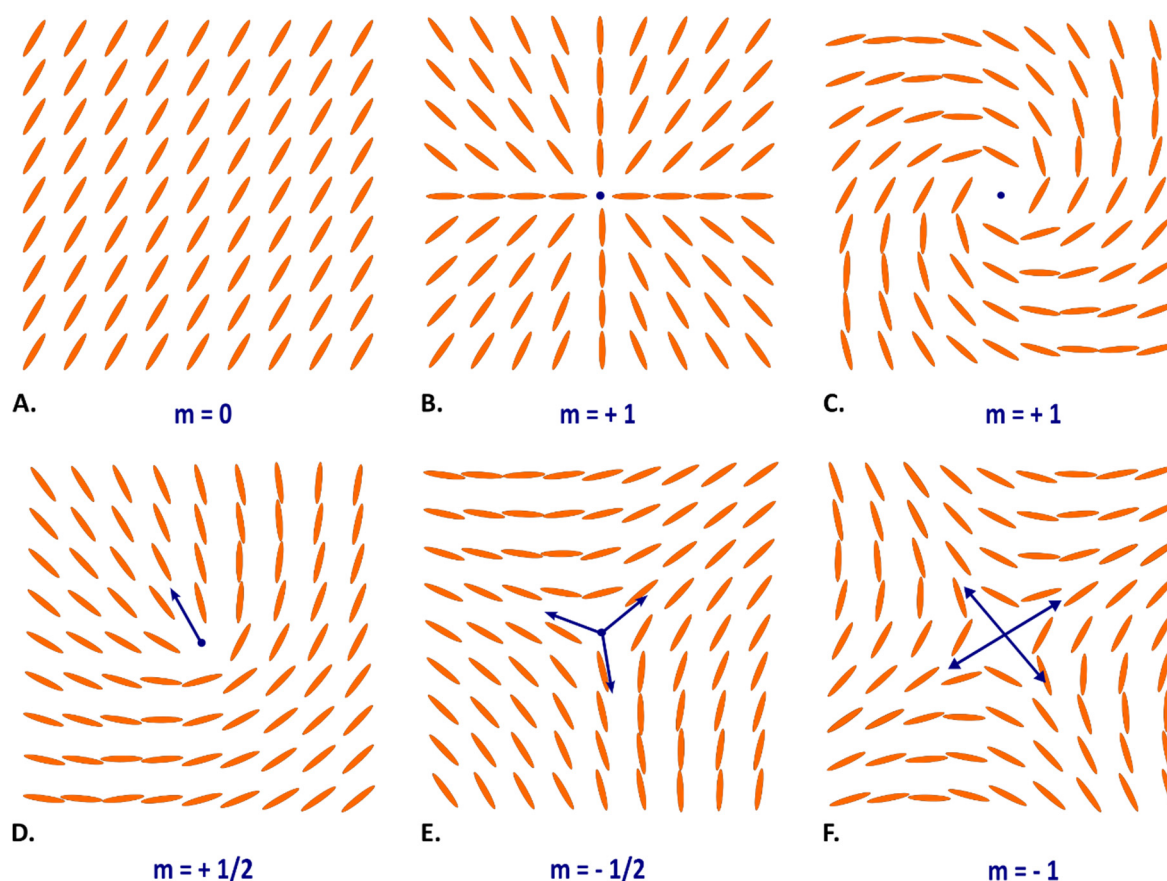 A.
m = 0
B.
m = + 1
C.
m = + 1
D.
m = + 1/2
E.
m = - 1/2
F.
m = - 1